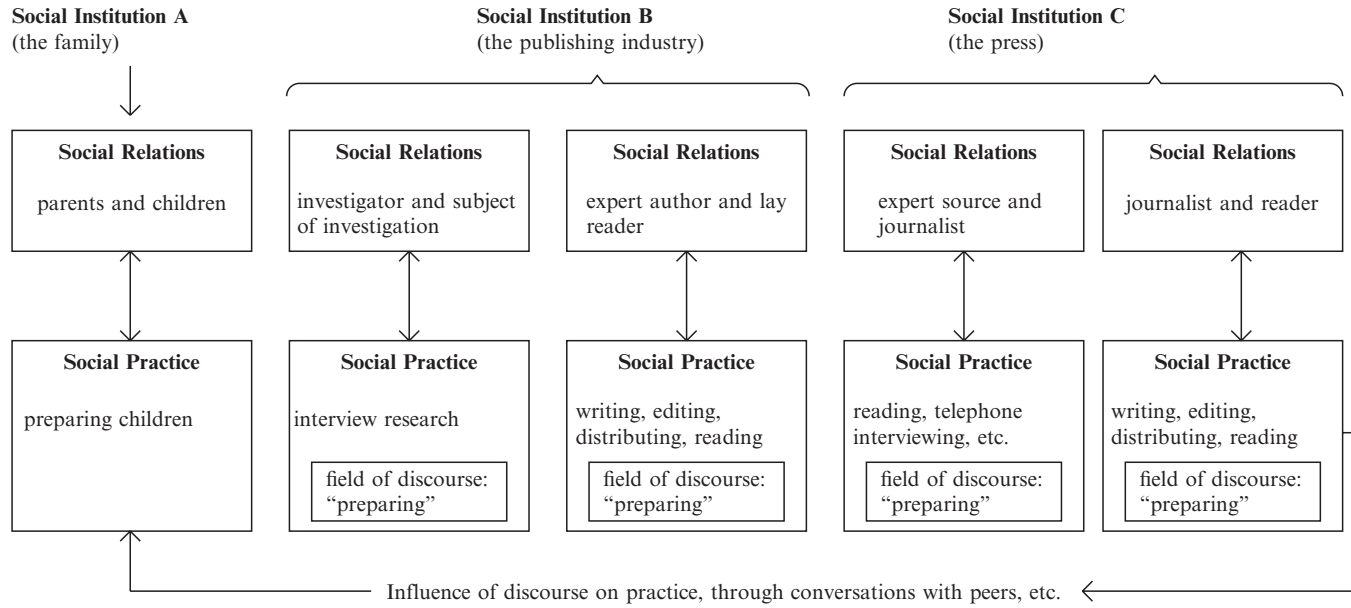 Social Institution A
(the family)
Social Institution B
(the publishing industry)
Social Institution C
(the press)
Social Relations
parents and children
Social Relations
investigator and subject
of investigation
Social Relations
expert author and lay
reader
Social Relations
expert source and
journalist
Social Relations
journalist and reader
Social Practice
preparing children
Social Practice
interview research
field of discourse:
“preparing”
Social Practice
writing, editing,
distributing, reading
field of discourse:
“preparing”
Social Practice
reading, telephone
interviewing, etc.
field of discourse:
“preparing”
Social Practice
writing, editing,
distributing, reading
field of discourse:
“preparing”
Influence of discourse on practice, through conversations with peers, etc.